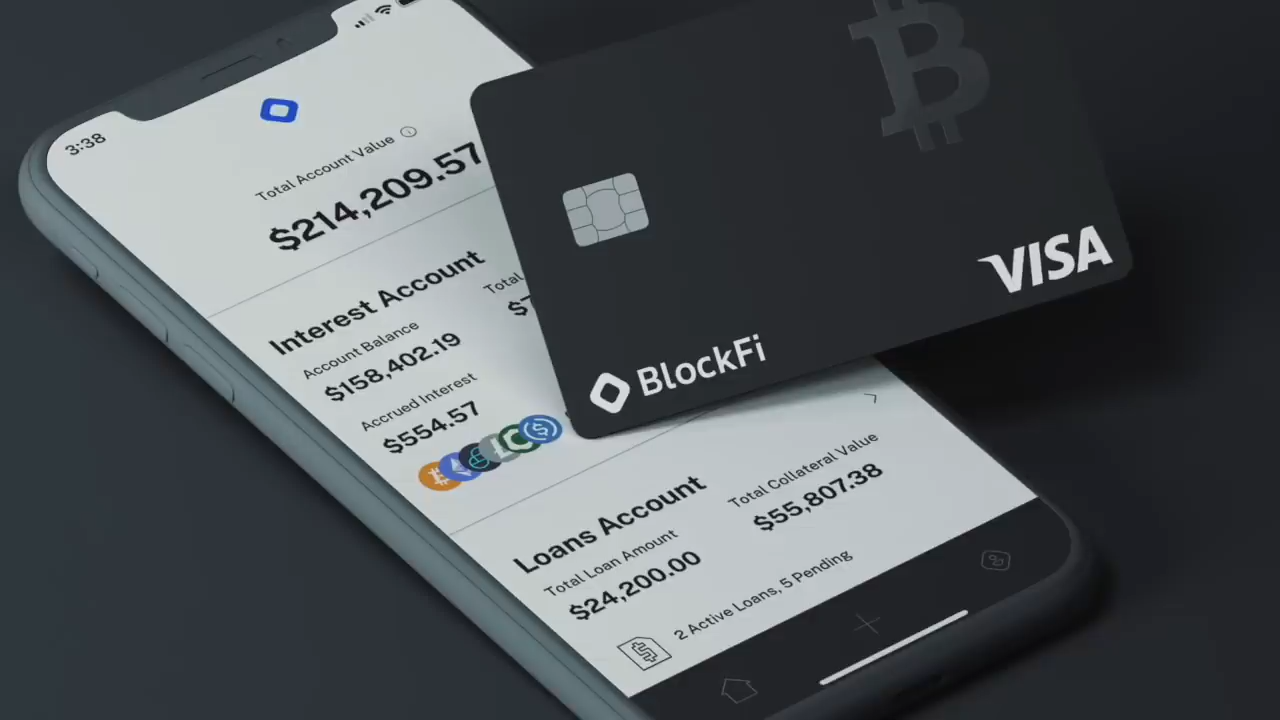 3:38
Total Account Value
$214,209.57
Interest Account
Account Balance
$158,402.19
Total
$7
Accrued Interest
$554.57
Loans Account
Total Loan Amount
$24,200.00
Total Collateral Value
$55,807.38
2 Active Loans, 5 Pending
VISA
BlockFi